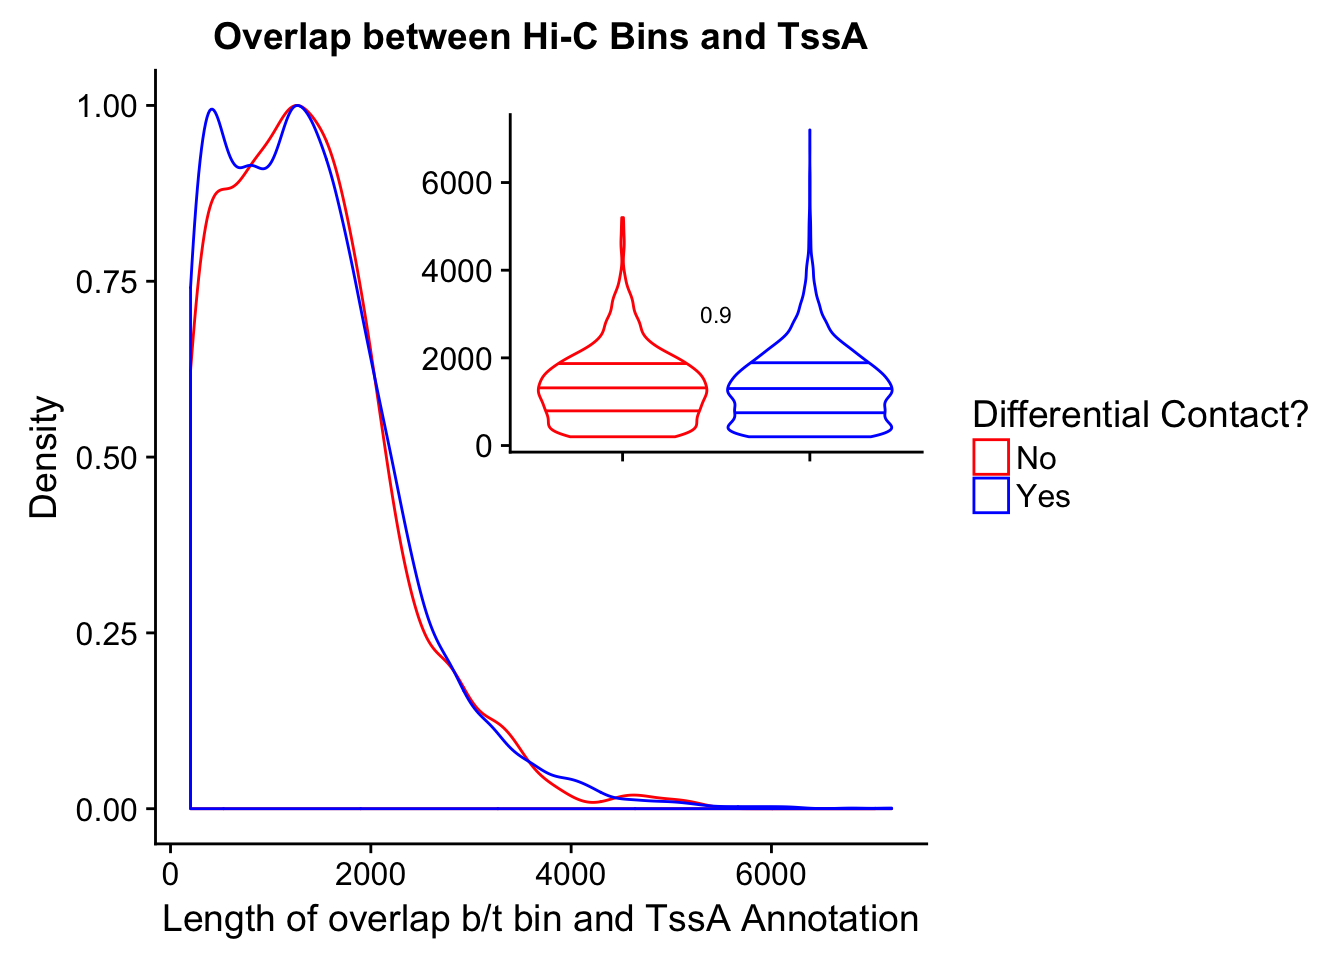 Overlap between Hi-C Bins and TssA
1.00
0.75
0.50
0.25
0.00
Density
0
2000
4000
6000
Length of overlap b/t bin and TssA Annotation
6000
4000
2000
0
0.9
Differential Contact?
No
Yes